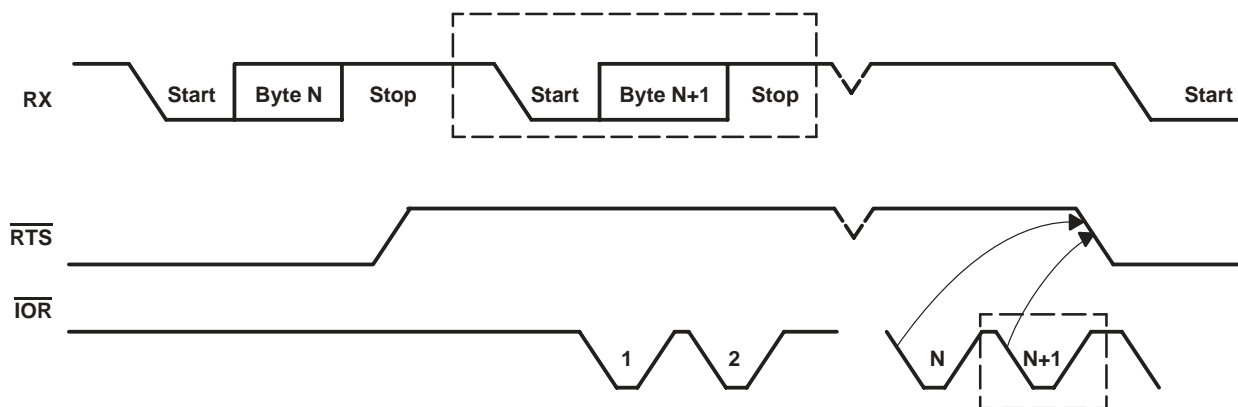 RX Start Byte N Stop Start Byte N+1 Stop Start
RTS
IOR
1 2 N N+1